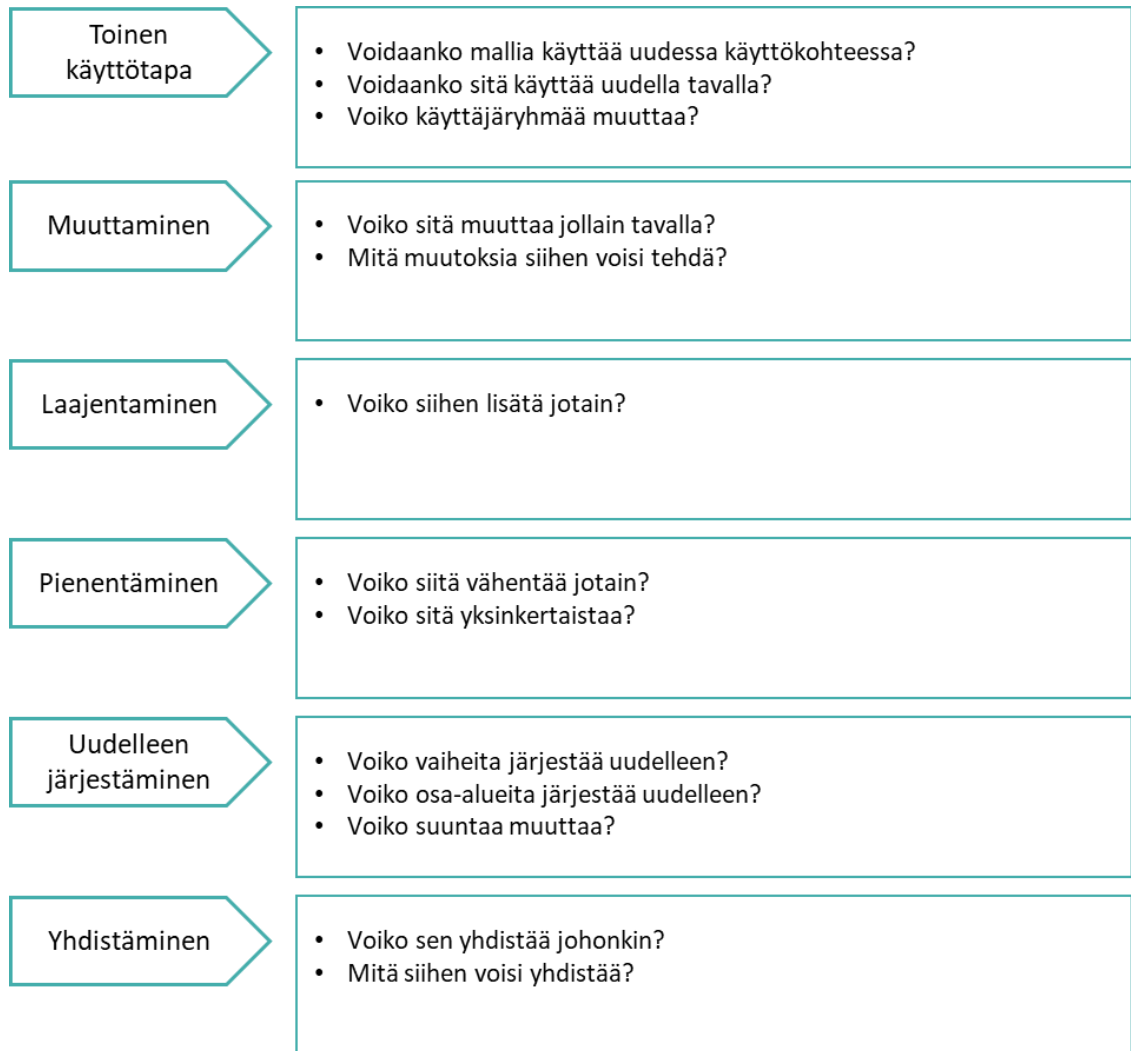 Toinen
käyttötapa
• Voidaanko mallia käyttää uudessa käyttökohteessa?
• Voidaanko sitä käyttää uudella tavalla?
• Voiko käyttäjäryhmää muuttaa?
Muuttaminen
• Voiko sitä muuttaa jollain tavalla?
• Mitä muutoksia siihen voisi tehdä?
Laajentaminen
• Voiko siihen lisätä jotain?
Pienentäminen
• Voiko siitä vähentää jotain?
• Voiko sitä yksinkertaistaa?
Uudelleen
järjestäminen
• Voiko vaiheita järjestää uudelleen?
• Voiko osa-alueita järjestää uudelleen?
• Voiko suuntaa muuttaa?
Yhdistäminen
• Voiko sen yhdistää johonkin?
• Mitä siihen voisi yhdistää?